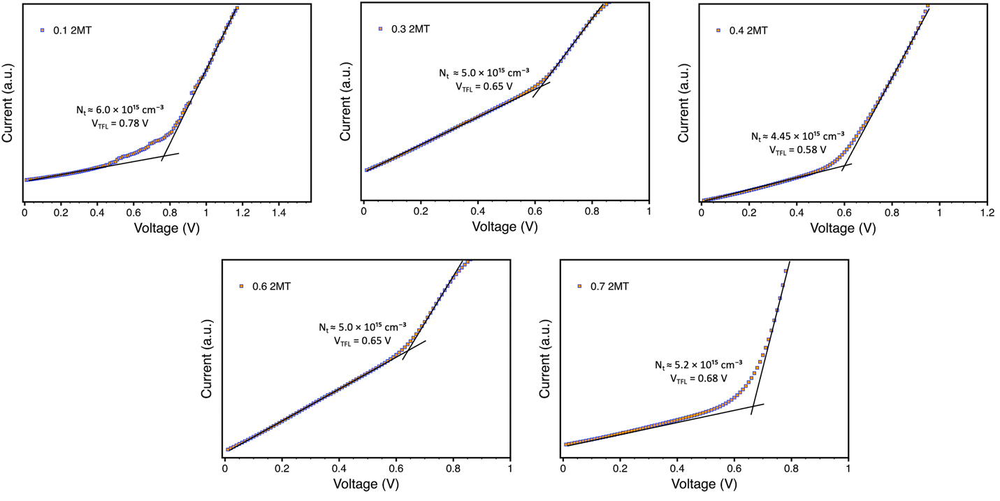 0.1 2MT
Nt ≈ 6.0 × 10¹⁵ cm⁻³
VTFL = 0.78 V
Current (a.u.)
0 0.2 0.4 0.6 0.8 1 1.2 1.4
Voltage (V)
0.3 2MT
Nt ≈ 5.0 × 10¹⁵ cm⁻³
VTFL = 0.65 V
Current (a.u.)
0 0.2 0.4 0.6 0.8 1
Voltage (V)
0.4 2MT
Nt ≈ 4.45 × 10¹⁵ cm⁻³
VTFL = 0.58 V
Current (a.u.)
0 0.2 0.4 0.6 0.8 1 1.2
Voltage (V)
0.6 2MT
Nt ≈ 5.0 × 10¹⁵ cm⁻³
VTFL = 0.65 V
Current (a.u.)
0 0.2 0.4 0.6 0.8 1
Voltage (V)
0.7 2MT
Nt ≈ 5.2 × 10¹⁵ cm⁻³
VTFL = 0.68 V
Current (a.u.)
0 0.2 0.4 0.6 0.8 1
Voltage (V)